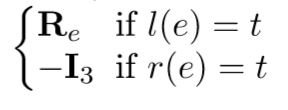 R_e if l(e) = t
−I_3 if r(e) = t